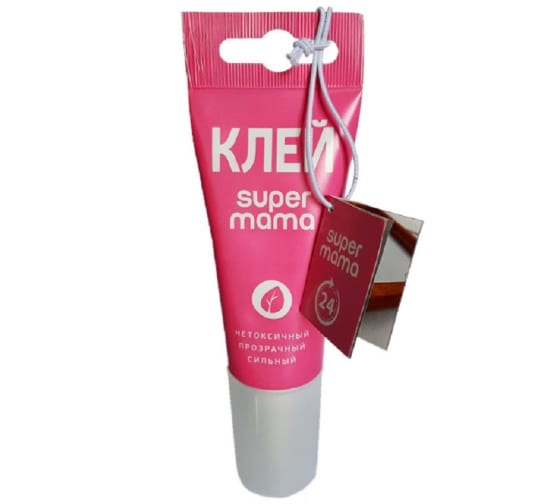 КЛЕЙ
super
mama
НЕТОКСИЧНЫЙ
ПРОЗРАЧНЫЙ
СИЛЬНЫЙ
super
mama
24